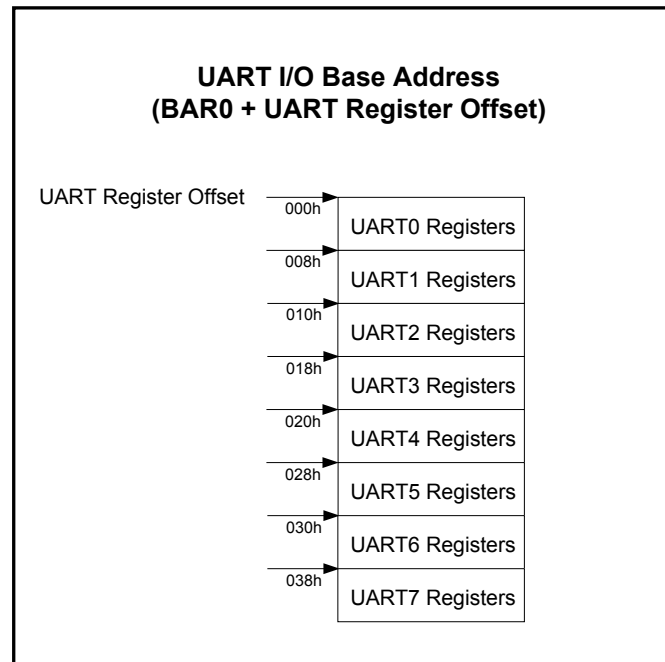 UART I/O Base Address
(BAR0 + UART Register Offset)
UART Register Offset
000h
UART0 Registers
008h
UART1 Registers
010h
UART2 Registers
018h
UART3 Registers
020h
UART4 Registers
028h
UART5 Registers
030h
UART6 Registers
038h
UART7 Registers